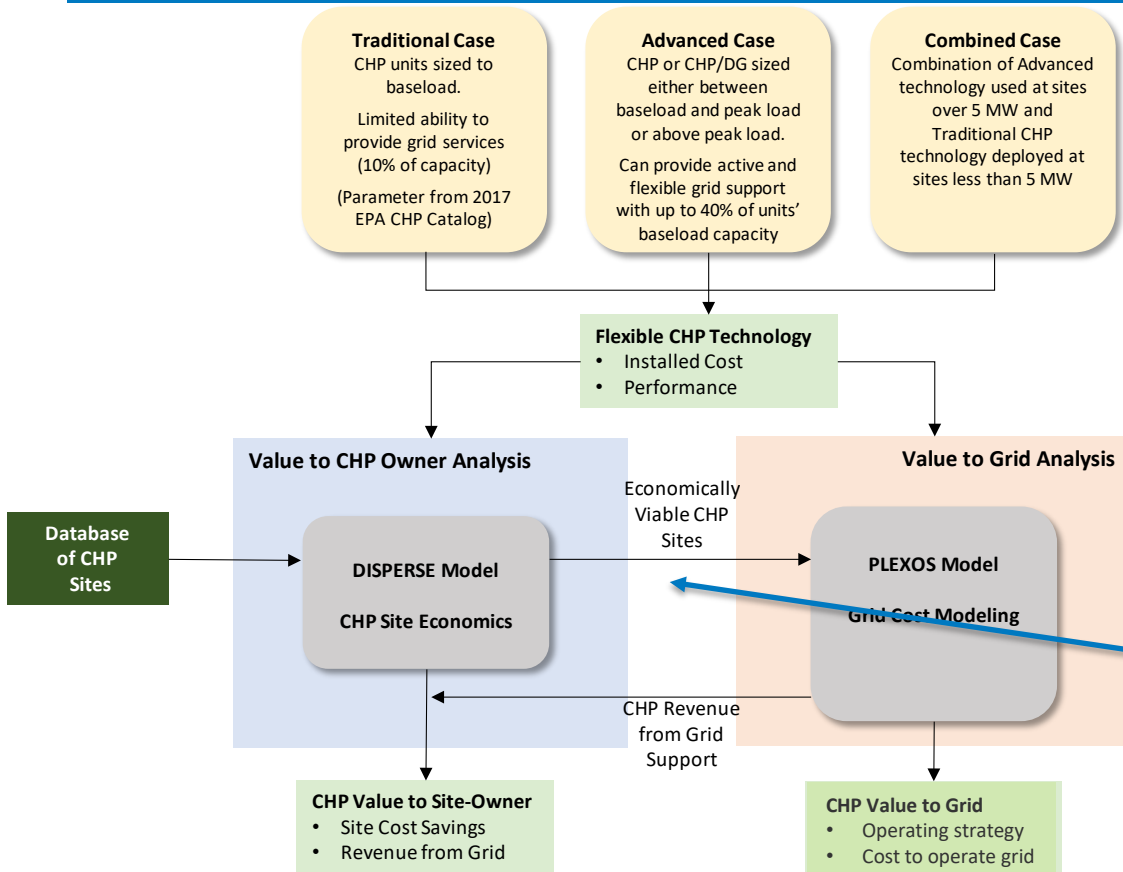 Traditional Case
CHP units sized to
baseload.
Limited ability to
provide grid services
(10% of capacity)
(Parameter from 2017
EPA CHP Catalog)
Advanced Case
CHP or CHP/DG sized
either between
baseload and peak load
or above peak load.
Can provide active and
flexible grid support
with up to 40% of units’
baseload capacity
Combined Case
Combination of Advanced
technology used at sites
over 5 MW and
Traditional CHP
technology deployed at
sites less than 5 MW
Flexible CHP Technology
• Installed Cost
• Performance
Value to CHP Owner Analysis
Value to Grid Analysis
Database
of CHP
Sites
DISPERSE Model
CHP Site Economics
Economically
Viable CHP
Sites
PLEXOS Model
Grid Cost Modeling
CHP Revenue
from Grid
Support
CHP Value to Site-Owner
• Site Cost Savings
• Revenue from Grid
CHP Value to Grid
• Operating strategy
• Cost to operate grid